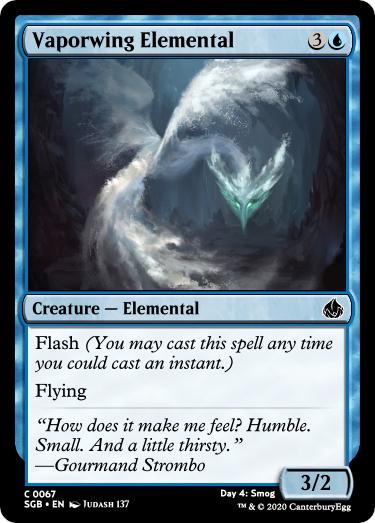 Vaporwing Elemental 3
Creature — Elemental
Flash (You may cast this spell any time
you could cast an instant.)
Flying
“How does it make me feel? Humble.
Small. And a little thirsty.”
—Gourmand Strombo
3/2
C 0067 Day 4: Smog
SGB • EN JUDASH 137 ™ & © 2020 CanterburyEgg